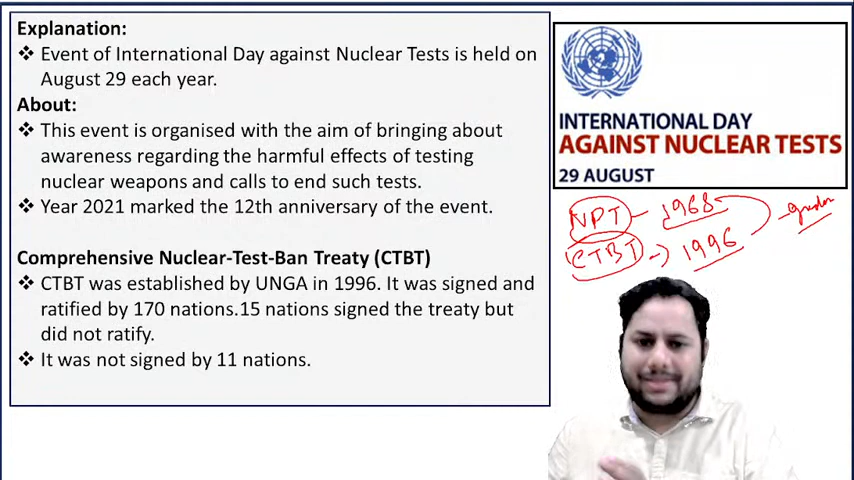 Explanation:
❖ Event of International Day against Nuclear Tests is held on
August 29 each year.
About:
❖ This event is organised with the aim of bringing about
awareness regarding the harmful effects of testing
nuclear weapons and calls to end such tests.
❖ Year 2021 marked the 12th anniversary of the event.
Comprehensive Nuclear-Test-Ban Treaty (CTBT)
❖ CTBT was established by UNGA in 1996. It was signed and
ratified by 170 nations.15 nations signed the treaty but
did not ratify.
❖ It was not signed by 11 nations.
INTERNATIONAL DAY
AGAINST NUCLEAR TESTS
29 AUGUST
NPT - 1968
CTBT -> 1996